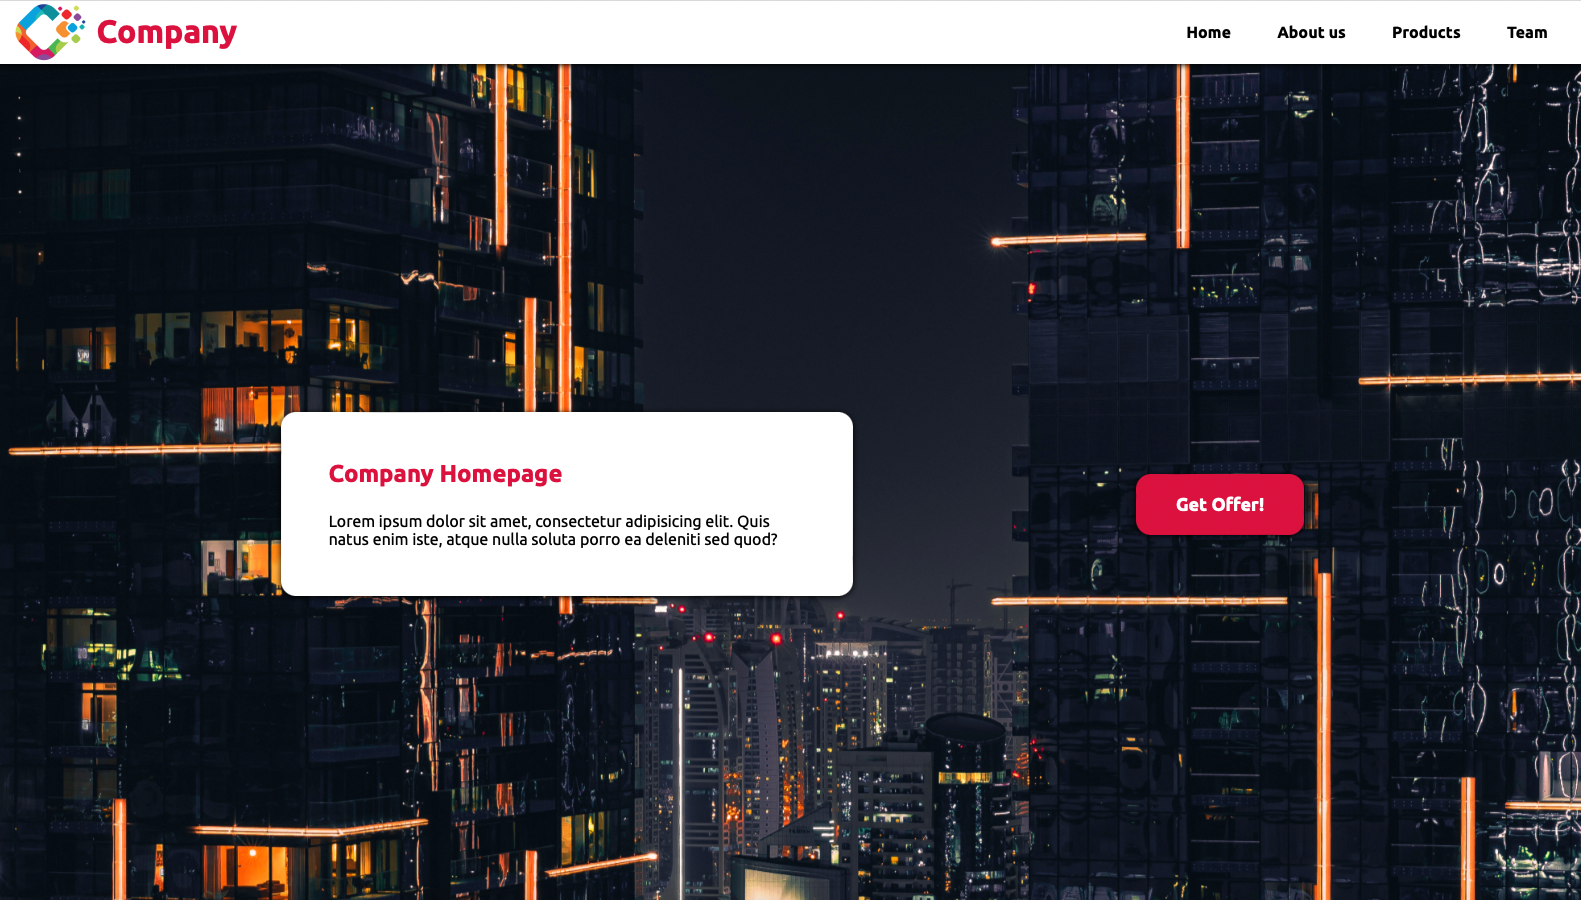 Company
Home
About us
Products
Team
Company Homepage
Lorem ipsum dolor sit amet, consectetur adipisicing elit. Quis
natus enim iste, atque nulla soluta porro ea deleniti sed quod?
Get Offer!